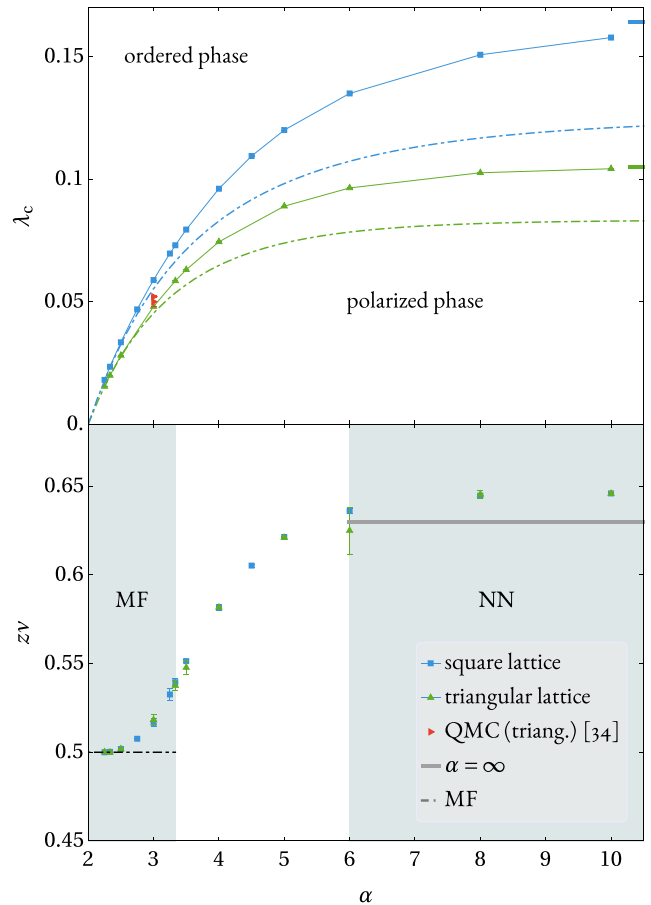 0.15
ordered phase
0.1
λc
0.05
polarized phase
0.
0.65
0.6
MF
NN
zν
0.55
square lattice
triangular lattice
QMC (triang.) [34]
0.5
α = ∞
MF
0.45
2 3 4 5 6 7 8 9 10
α